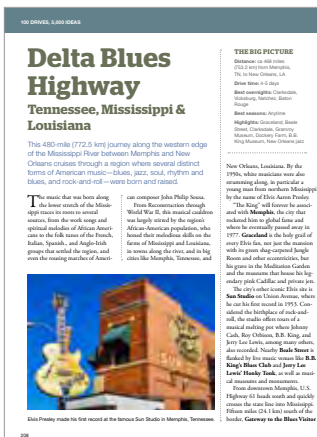 100 DRIVES, 5,000 IDEAS
Delta Blues
Highway
Tennessee, Mississippi &
Louisiana
This 480-mile (772.5 km) journey along the western edge
of the Mississippi River between Memphis and New
Orleans cruises through a region where several distinct
forms of American music—blues, jazz, soul, rhythm and
blues, and rock-and-roll—were born and raised.
The music that was born along
the lower stretch of the Missis-
sippi traces its roots to several
sources, from the work songs and
spiritual melodies of African Ameri-
cans to the folk tunes of the French,
Italian, Spanish, and Anglo-Irish
groups that settled the region, and
even the rousing marches of Ameri-
can composer John Philip Sousa.
From Reconstruction through
World War II, this musical cauldron
was largely stirred by the region's
African-American population, who
honed their melodious skills on the
farms of Mississippi and Louisiana,
in towns along the river, and in big
cities like Memphis, Tennessee, and
Elvis Presley made his first record at the famous Sun Studio in Memphis, Tennessee.
208
THE BIG PICTURE
Distance: ca 468 miles
(753.2 km) from Memphis,
TN, to New Orleans, LA
Drive time: 4-5 days
Best overnights: Clarksdale,
Vicksburg, Natchez, Baton
Rouge
Best seasons: Anytime
Highlights: Graceland, Beale
Street, Clarksdale, Grammy
Museum, Dockery Farm, B.B.
King Museum, New Orleans jazz
New Orleans, Louisiana. By the
1950s, white musicians were also
strumming along, in particular a
young man from northern Mississippi
by the name of Elvis Aaron Presley.
"The King" will forever be associ-
ated with Memphis, the city that
rocketed him to global fame and
where he eventually passed away in
1977. Graceland is the holy grail of
every Elvis fan, not just the mansion
with its green shag-carpeted Jungle
Room and other eccentricities, but
his grave in the Meditation Garden
and the museums that house his leg-
endary pink Cadillac and private jets.
The city's other iconic Elvis site is
Sun Studio on Union Avenue, where
he cut his first record in 1953. Con-
sidered the birthplace of rock-and-
roll, the studio offers tours of a
musical melting pot where Johnny
Cash, Roy Orbison, B.B. King, and
Jerry Lee Lewis, among many others,
also recorded. Nearby Beale Street is
flanked by live music venues like B.B.
King's Blues Club and Jerry Lee
Lewis' Honky Tonk, as well as musi-
cal museums and monuments.
From downtown Memphis, U.S.
Highway 61 heads south and quickly
crosses the state line into Mississippi.
Fifteen miles (24.1 km) south of the
border, Gateway to the Blues Visitor